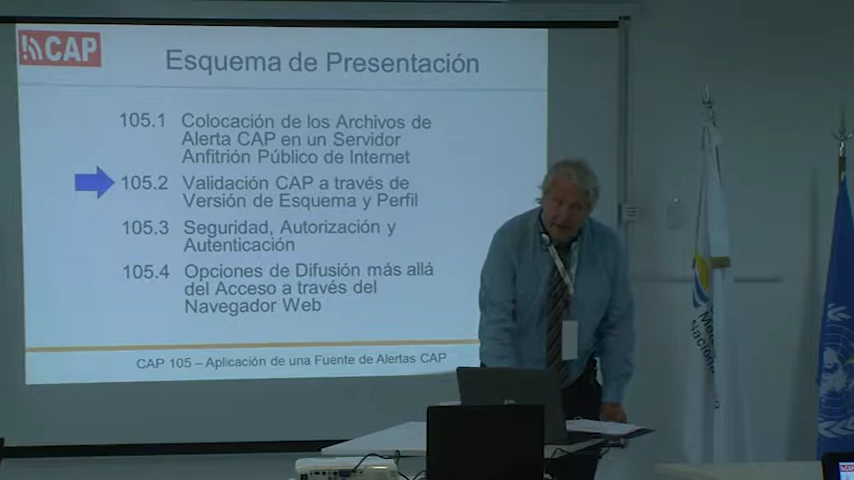 CAP
Esquema de Presentación
105.1 Colocación de los Archivos de
Alerta CAP en un Servidor
Anfitrión Público de Internet
105.2 Validación CAP a través de
Versión de Esquema y Perfil
105.3 Seguridad, Autorización y
Autenticación
105.4 Opciones de Difusión más allá
del Acceso a través del
Navegador Web
CAP 105 – Aplicación de una Fuente de Alertas CAP